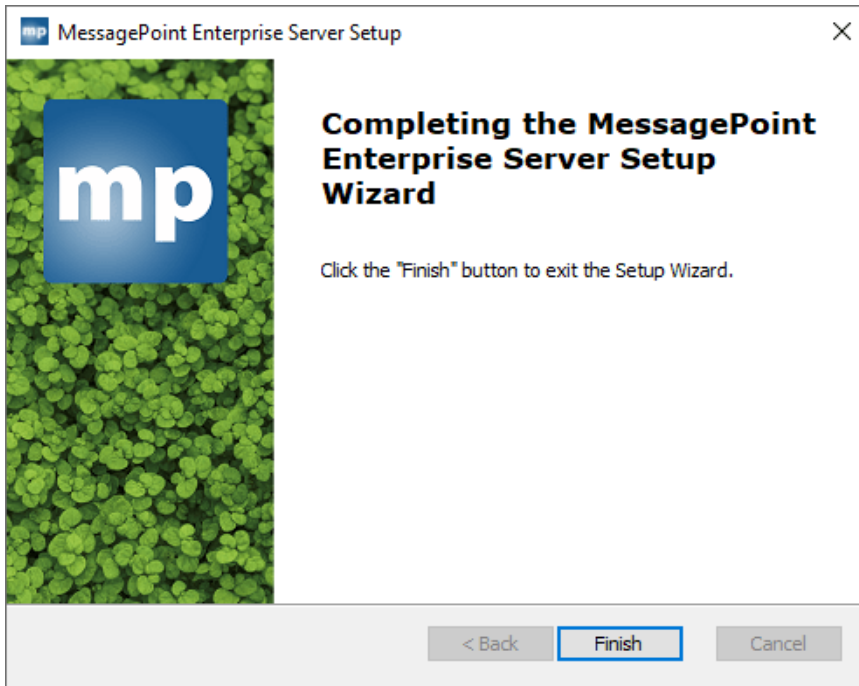 mp MessagePoint Enterprise Server Setup
mp
Completing the MessagePoint
Enterprise Server Setup
Wizard
Click the "Finish" button to exit the Setup Wizard.
< Back Finish Cancel